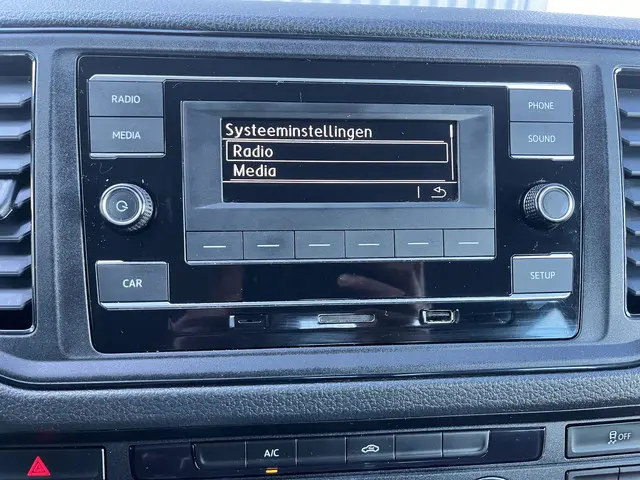 RADIO
MEDIA
CAR
Systeeminstellingen
Radio
Media
PHONE
SOUND
SETUP
A/C
OFF